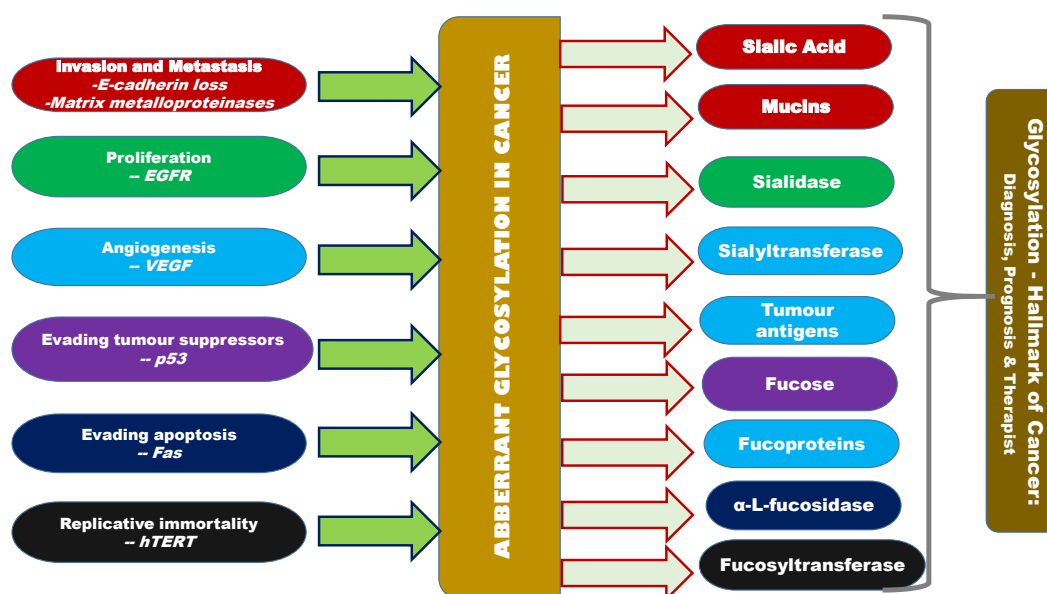 Invasion and Metastasis
-E-cadherin loss
-Matrix metalloproteinases
Proliferation
-- EGFR
Angiogenesis
-- VEGF
Evading tumour suppressors
-- p53
Evading apoptosis
-- Fas
Replicative immortality
-- hTERT
ABBERRANT GLYCOSYLATION IN CANCER
Sialic Acid
Mucins
Sialidase
Sialyltransferase
Tumour
antigens
Fucose
Fucoproteins
α-L-fucosidase
Fucosyltransferase
Glycosylation - Hallmark of Cancer:
Diagnosis, Prognosis & Therapist